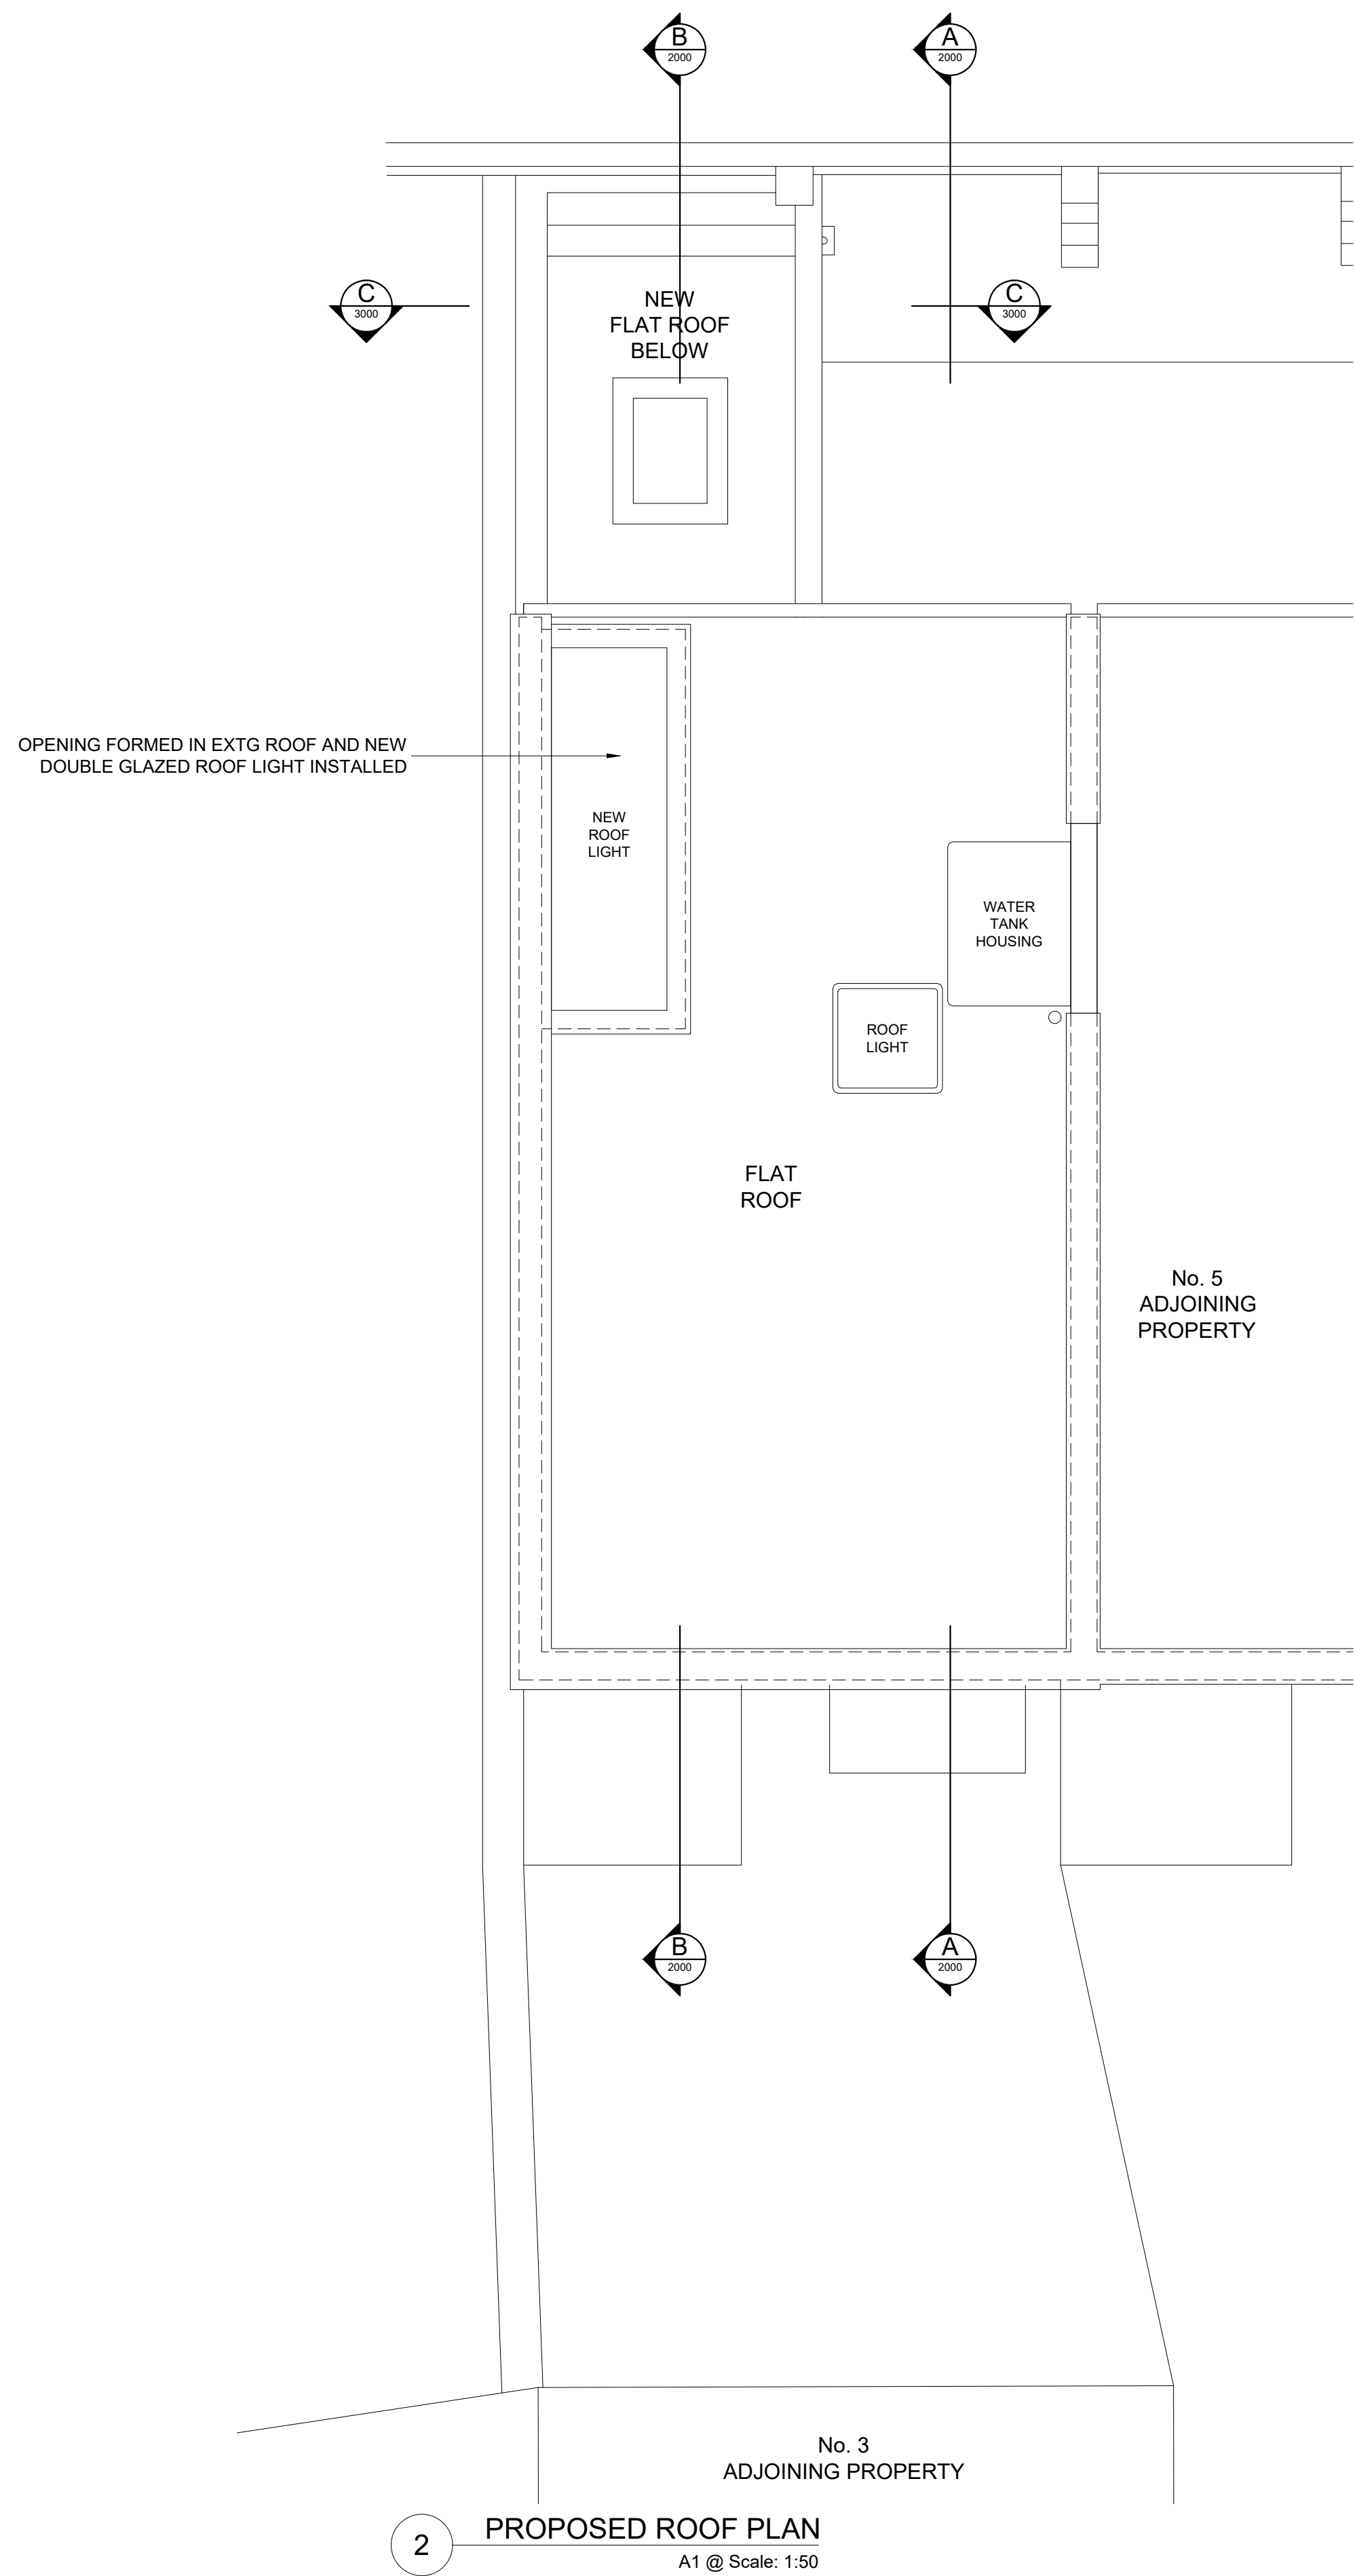 B
2000
A
2000
C
3000
NEW
FLAT ROOF
BELOW
C
3000
OPENING FORMED IN EXTG ROOF AND NEW
DOUBLE GLAZED ROOF LIGHT INSTALLED
NEW
ROOF
LIGHT
WATER
TANK
HOUSING
ROOF
LIGHT
FLAT
ROOF
No. 5
ADJOINING
PROPERTY
B
2000
A
2000
No. 3
ADJOINING PROPERTY
2
PROPOSED ROOF PLAN
A1 @ Scale: 1:50